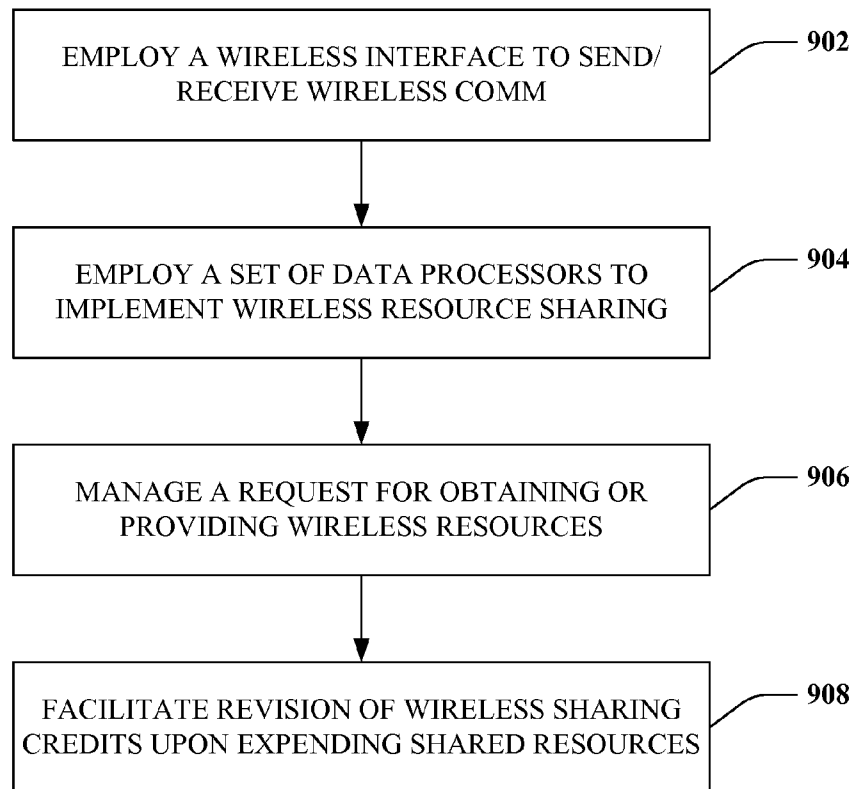 EMPLOY A WIRELESS INTERFACE TO SEND/
RECEIVE WIRELESS COMM
902
EMPLOY A SET OF DATA PROCESSORS TO
IMPLEMENT WIRELESS RESOURCE SHARING
904
MANAGE A REQUEST FOR OBTAINING OR
PROVIDING WIRELESS RESOURCES
906
FACILITATE REVISION OF WIRELESS SHARING
CREDITS UPON EXPENDING SHARED RESOURCES
908